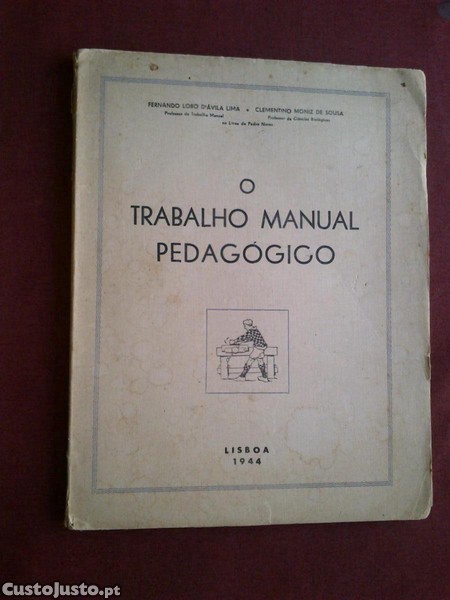 FERNANDO LOBO D'ÁVILA LIMA • CLEMENTINO MONIZ DE SOUSA
Professor de Trabalho Manual Professor de Ciências Biológicas
no Liceu de Pedro Nunes
O
TRABALHO MANUAL
PEDAGÓGICO
LISBOA
1944
CustoJusto.pt